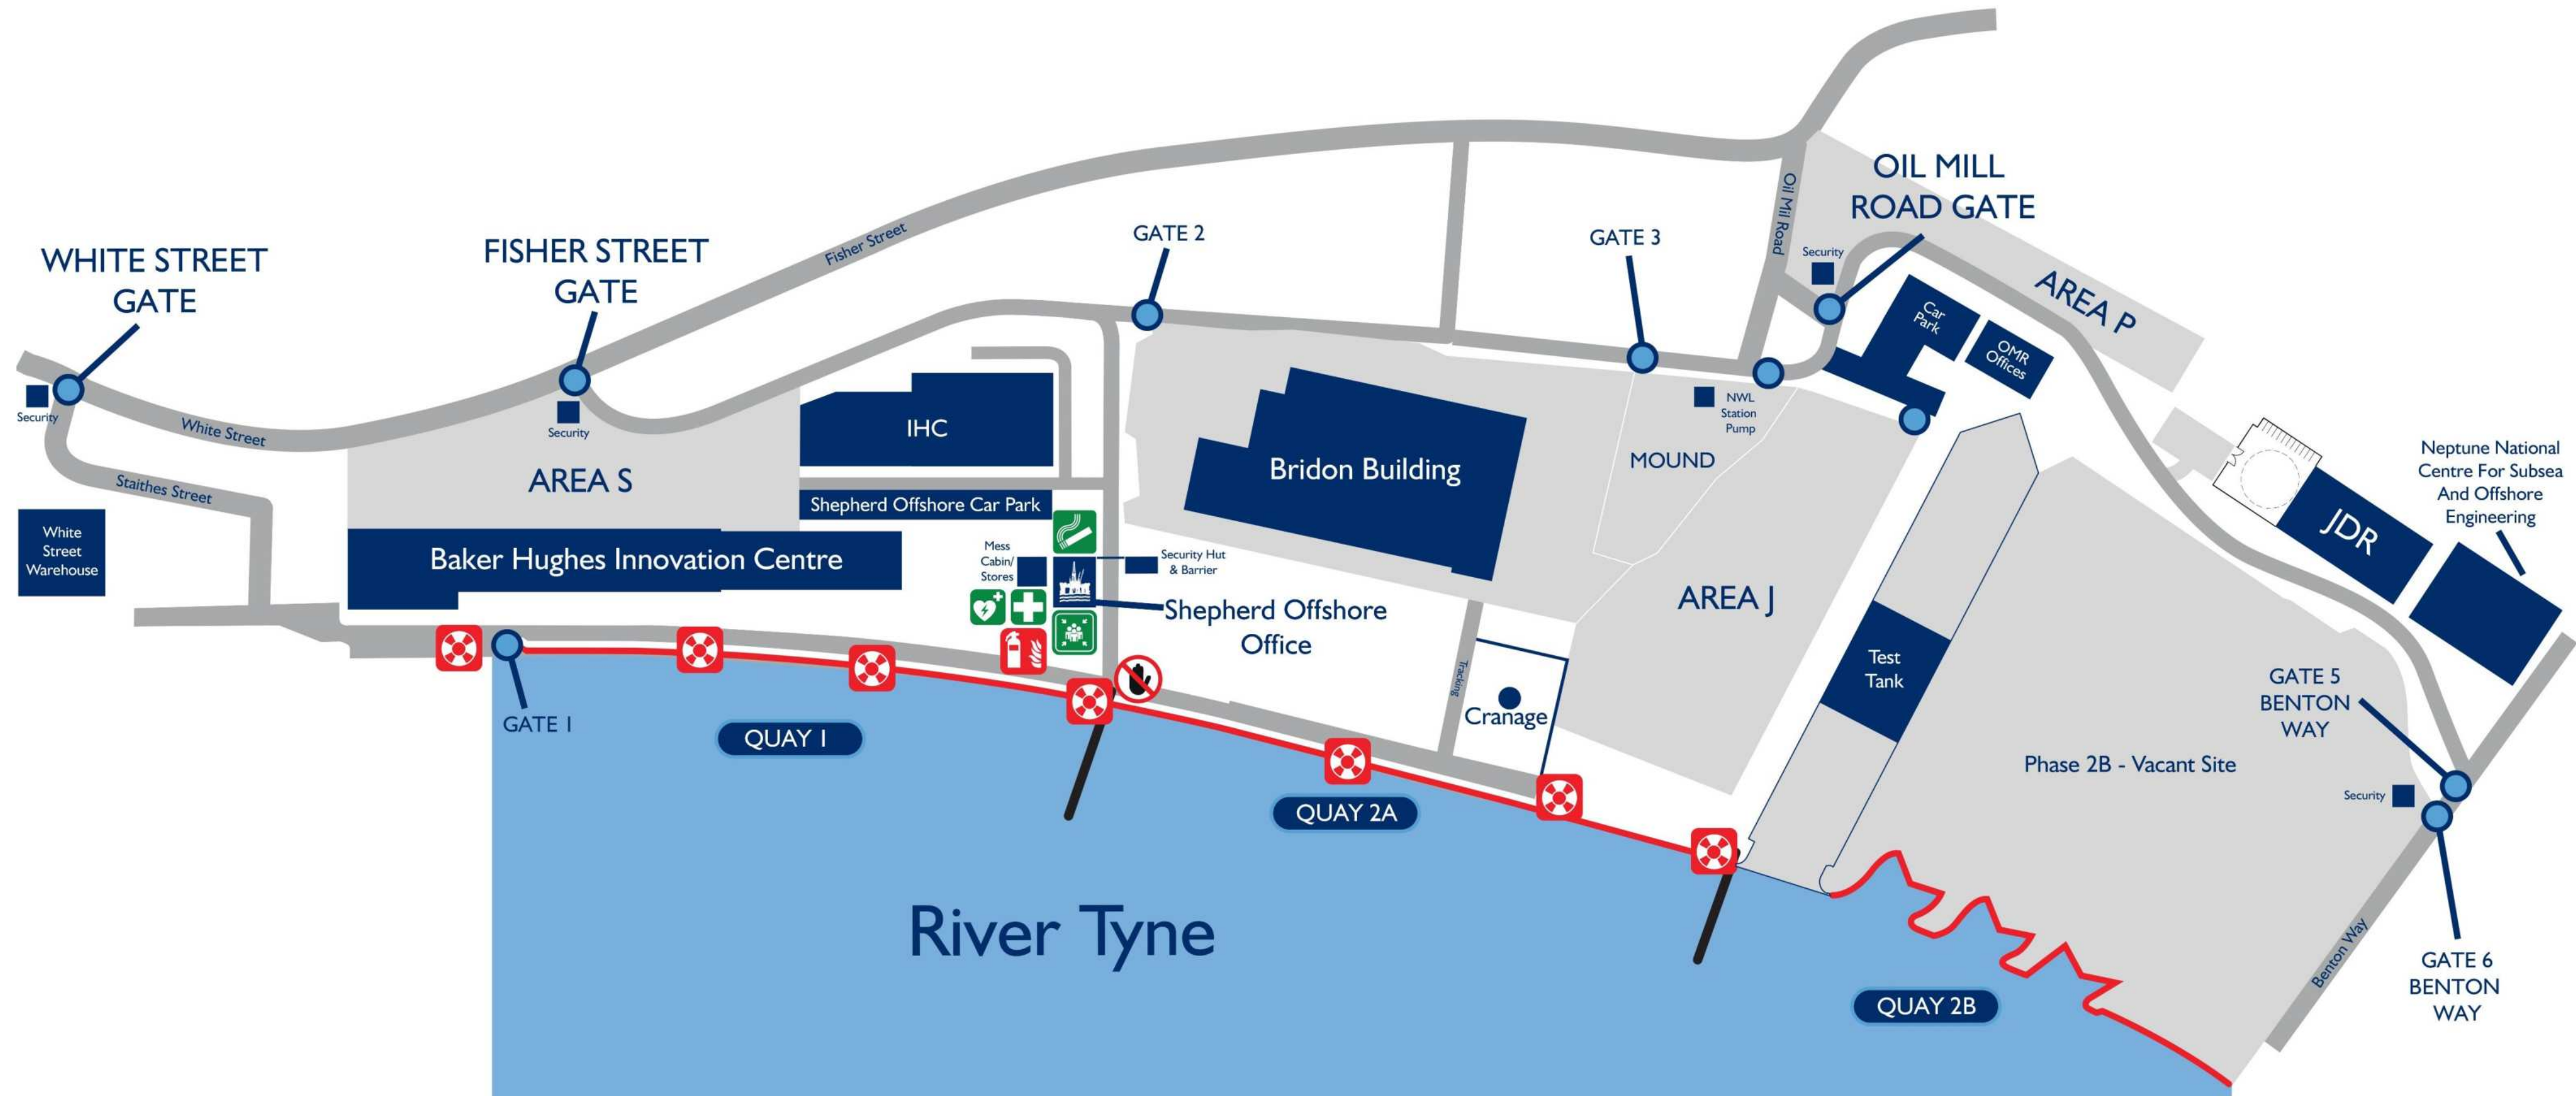 WHITE STREET
GATE
Security
White Street
Staithes Street
White
Street
Warehouse
FISHER STREET
GATE
Security
Fisher Street
AREA S
Baker Hughes Innovation Centre
IHC
Shepherd Offshore Car Park
Mess
Cabin/
Stores
Security Hut
& Barrier
Shepherd Offshore
Office
GATE 1
QUAY 1
GATE 2
Bridon Building
GATE 3
MOUND
NWL
Station
Pump
Oil Mil Road
OIL MILL
ROAD GATE
Security
Car
Park
OMR
Offices
AREA P
AREA J
Tracking
Cranage
Test
Tank
QUAY 2A
River Tyne
QUAY 2B
Phase 2B - Vacant Site
JDR
Neptune National
Centre For Subsea
And Offshore
Engineering
GATE 5
BENTON
WAY
Security
Benton Way
GATE 6
BENTON
WAY